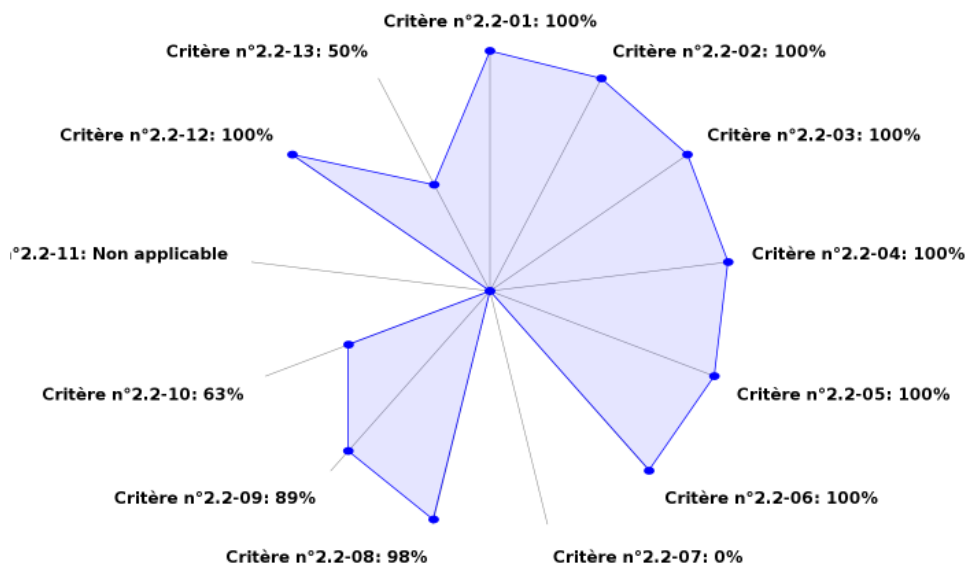 Critère n°2.2-01: 100%
Critère n°2.2-02: 100%
Critère n°2.2-03: 100%
Critère n°2.2-04: 100%
Critère n°2.2-05: 100%
Critère n°2.2-06: 100%
Critère n°2.2-07: 0%
Critère n°2.2-08: 98%
Critère n°2.2-09: 89%
Critère n°2.2-10: 63%
°2.2-11: Non applicable
Critère n°2.2-12: 100%
Critère n°2.2-13: 50%